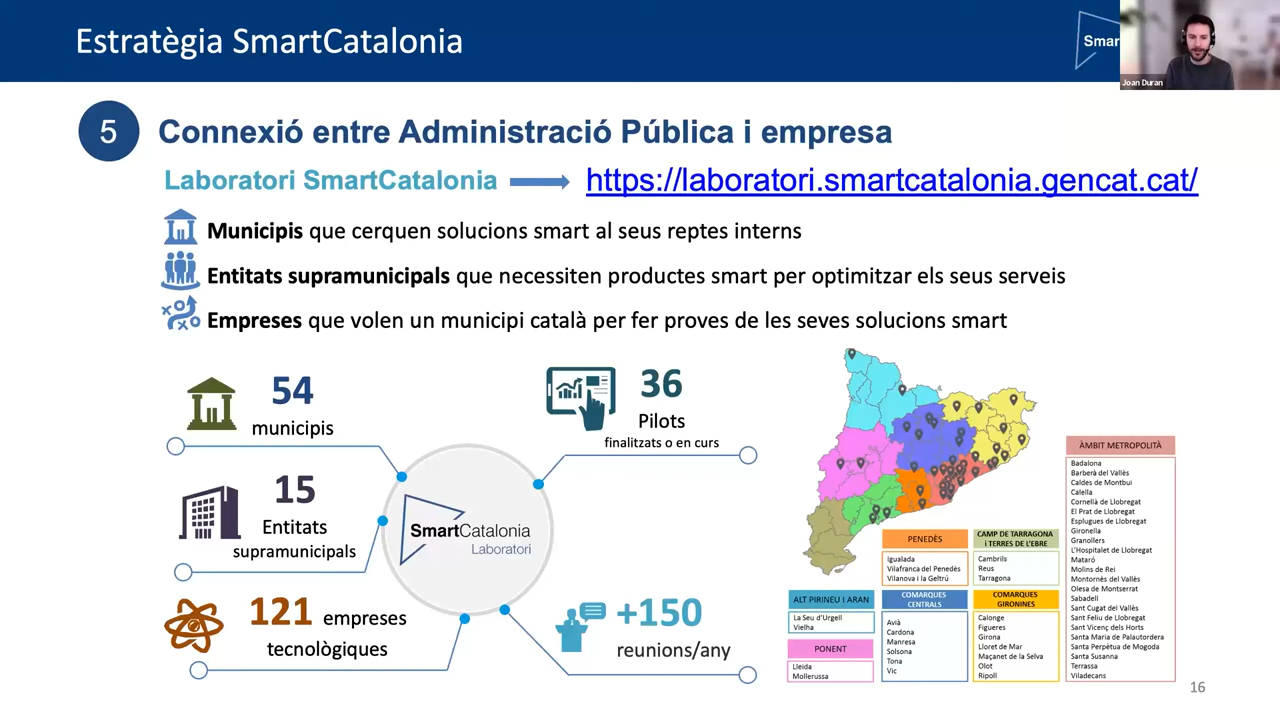 Estratègia SmartCatalonia
Smar
Joan Duran
5
Connexió entre Administració Pública i empresa
Laboratori SmartCatalonia
https://laboratori.smartcatalonia.gencat.cat/
Municipis que cerquen solucions smart al seus reptes interns
Entitats supramunicipals que necessiten productes smart per optimitzar els seus serveis
Empreses que volen un municipi català per fer proves de les seves solucions smart
54
municipis
15
Entitats
supramunicipals
121 empreses
tecnològiques
SmartCatalonia
Laboratori
36
Pilots
finalitzats o en curs
+150
reunions/any
ALT PIRINEU I ARAN
La Seu d'Urgell
Vielha
PONENT
Lleida
Mollerussa
PENEDÈS
Igualada
Vilafranca del Penedès
Vilanova i la Geltrú
COMARQUES
CENTRALS
Avià
Cardona
Manresa
Solsona
Tona
Vic
CAMP DE TARRAGONA
I TERRES DE L'EBRE
Cambrils
Reus
Tarragona
COMARQUES
GIRONINES
Calonge
Figueres
Girona
Lloret de Mar
Maçanet de la Selva
Olot
Ripoll
ÀMBIT METROPOLITÀ
Badalona
Barberà del Vallès
Caldes de Montbui
Calella
Cornellà de Llobregat
El Prat de Llobregat
Esplugues de Llobregat
Gironella
Granollers
L'Hospitalet de Llobregat
Mataró
Molins de Rei
Montornès del Vallès
Olesa de Montserrat
Sabadell
Sant Cugat del Vallès
Sant Feliu de Llobregat
Sant Vicenç dels Horts
Santa Maria de Palautordera
Santa Perpètua de Mogoda
Santa Susanna
Terrassa
Viladecans
16